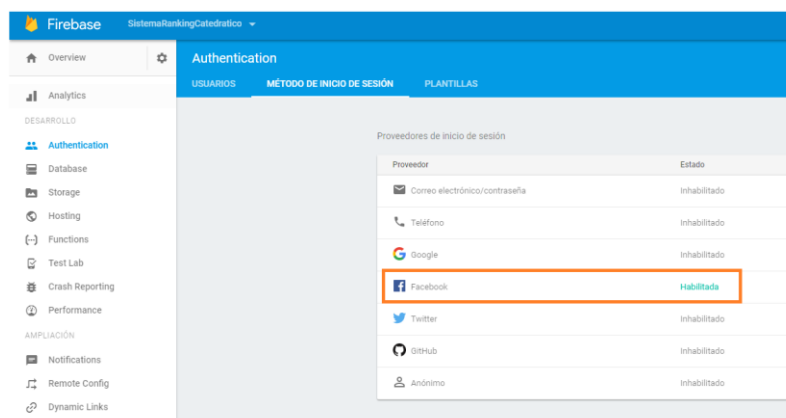 Firebase SistemaRankingCatedratico
Overview
Analytics
DESARROLLO
Authentication
Database
Storage
Hosting
Functions
Test Lab
Crash Reporting
Performance
AMPLIACIÓN
Notifications
Remote Config
Dynamic Links
Authentication
USUARIOS MÉTODO DE INICIO DE SESIÓN PLANTILLAS
Proveedores de inicio de sesión
Proveedor Estado
Correo electrónico/contraseña Inhabilitado
Teléfono Inhabilitado
Google Inhabilitado
Facebook Habilitada
Twitter Inhabilitado
GitHub Inhabilitado
Anónimo Inhabilitado